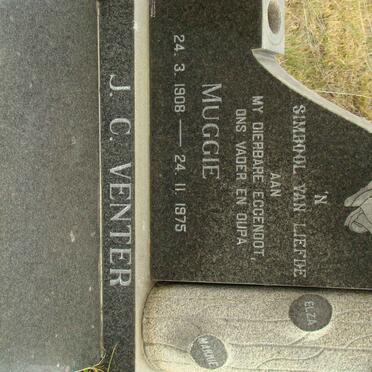 'N
SIMBOOL VAN LIEFDE
AAN
MY DIERBARE EGGENOOT,
ONS VADER EN OUPA
MUGGIE
24. 3. 1908 — 24. 11. 1975
J. C. VENTER
ELZA
MANNIE